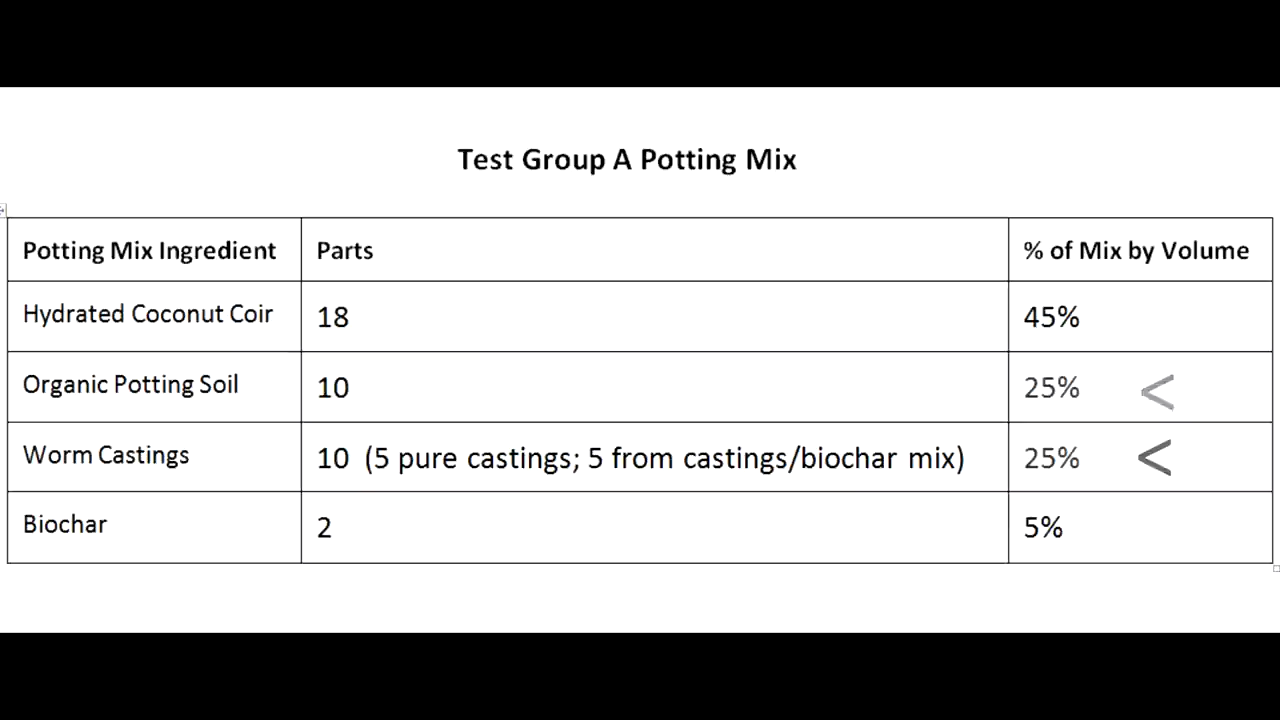 Test Group A Potting Mix
Potting Mix Ingredient Parts % of Mix by Volume
Hydrated Coconut Coir 18 45%
Organic Potting Soil 10 25% <
Worm Castings 10 (5 pure castings; 5 from castings/biochar mix) 25% <
Biochar 2 5%